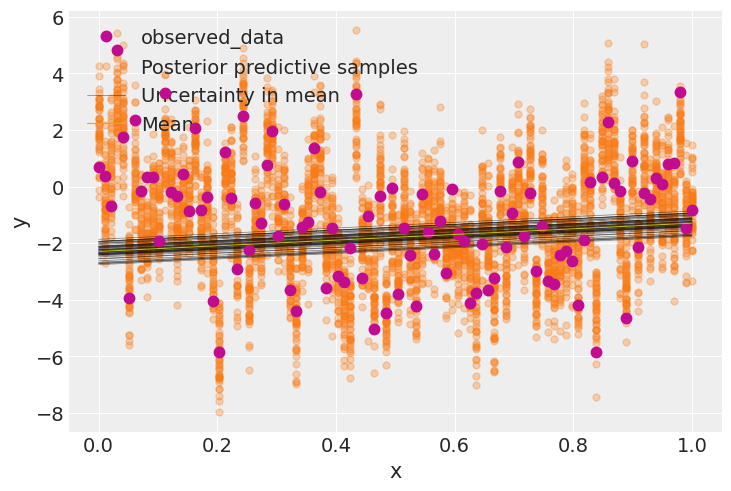 observed_data
Posterior predictive samples
Uncertainty in mean
Mean
6
4
2
0
−2
−4
−6
−8
y
0.0 0.2 0.4 0.6 0.8 1.0
x